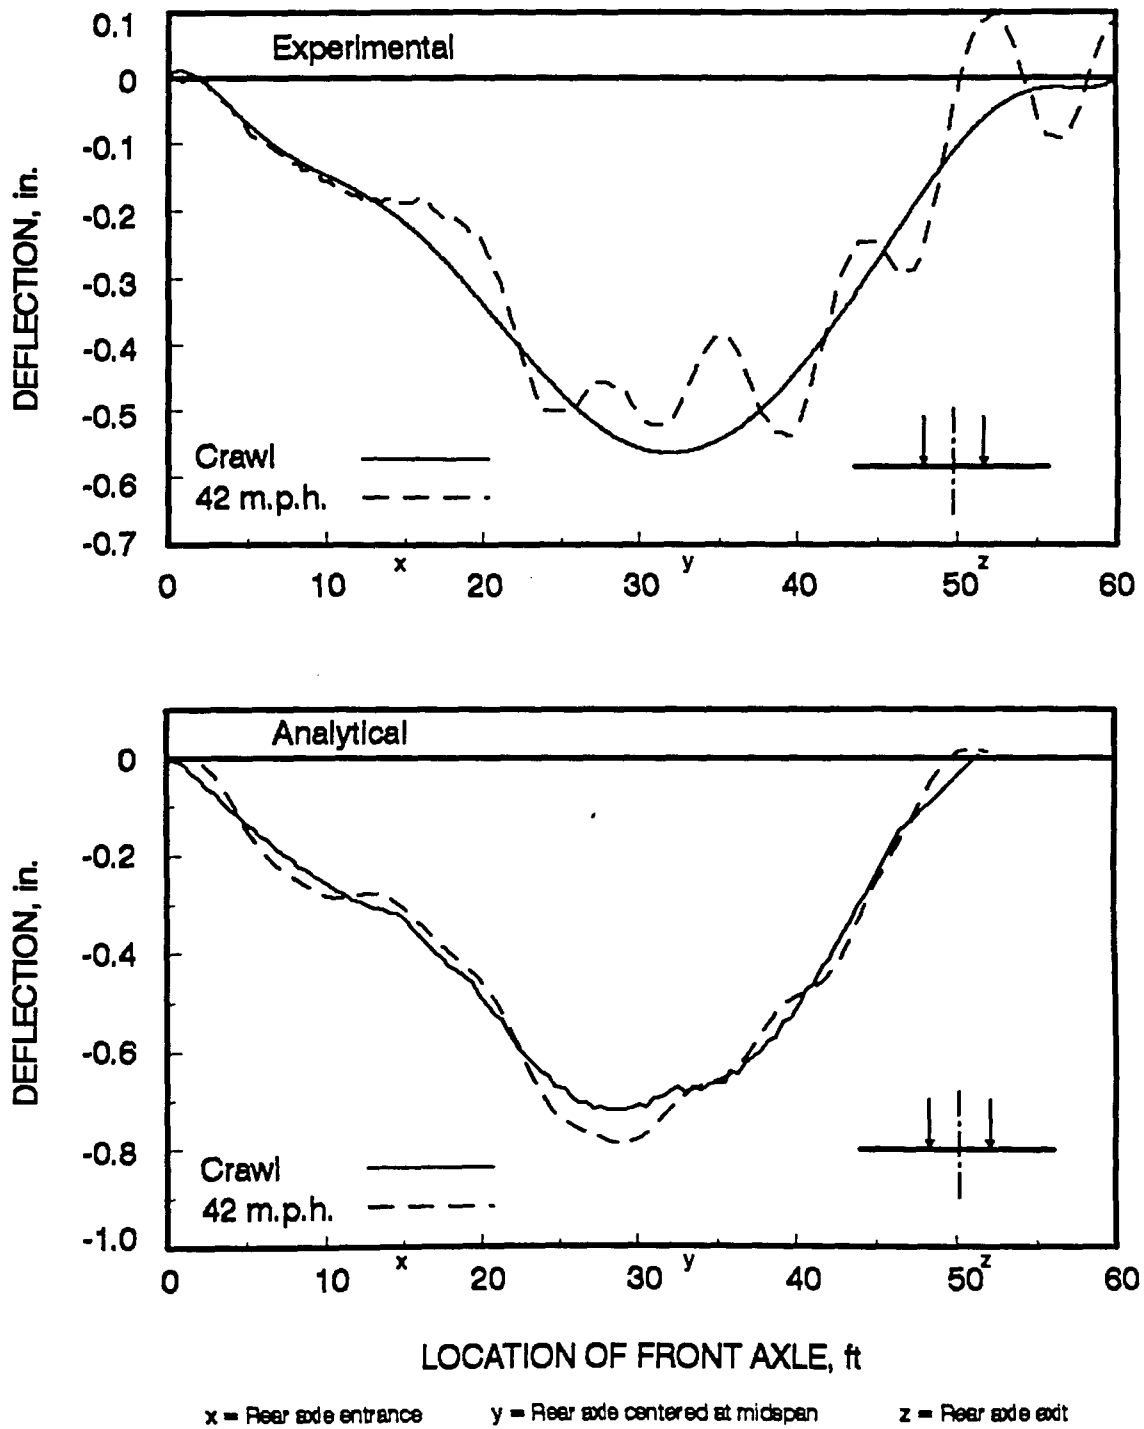 Experimental
0.1
0
-0.1
-0.2
-0.3
-0.4
-0.5
-0.6
-0.7
DEFLECTION, in.
Crawl
42 m.p.h.
x y z
0 10 20 30 40 50 60
Analytical
0
-0.2
-0.4
-0.6
-0.8
-1.0
DEFLECTION, in.
Crawl
42 m.p.h.
x y z
0 10 20 30 40 50 60
LOCATION OF FRONT AXLE, ft
x = Rear axle entrance y = Rear axle centered at midspan z = Rear axle exit